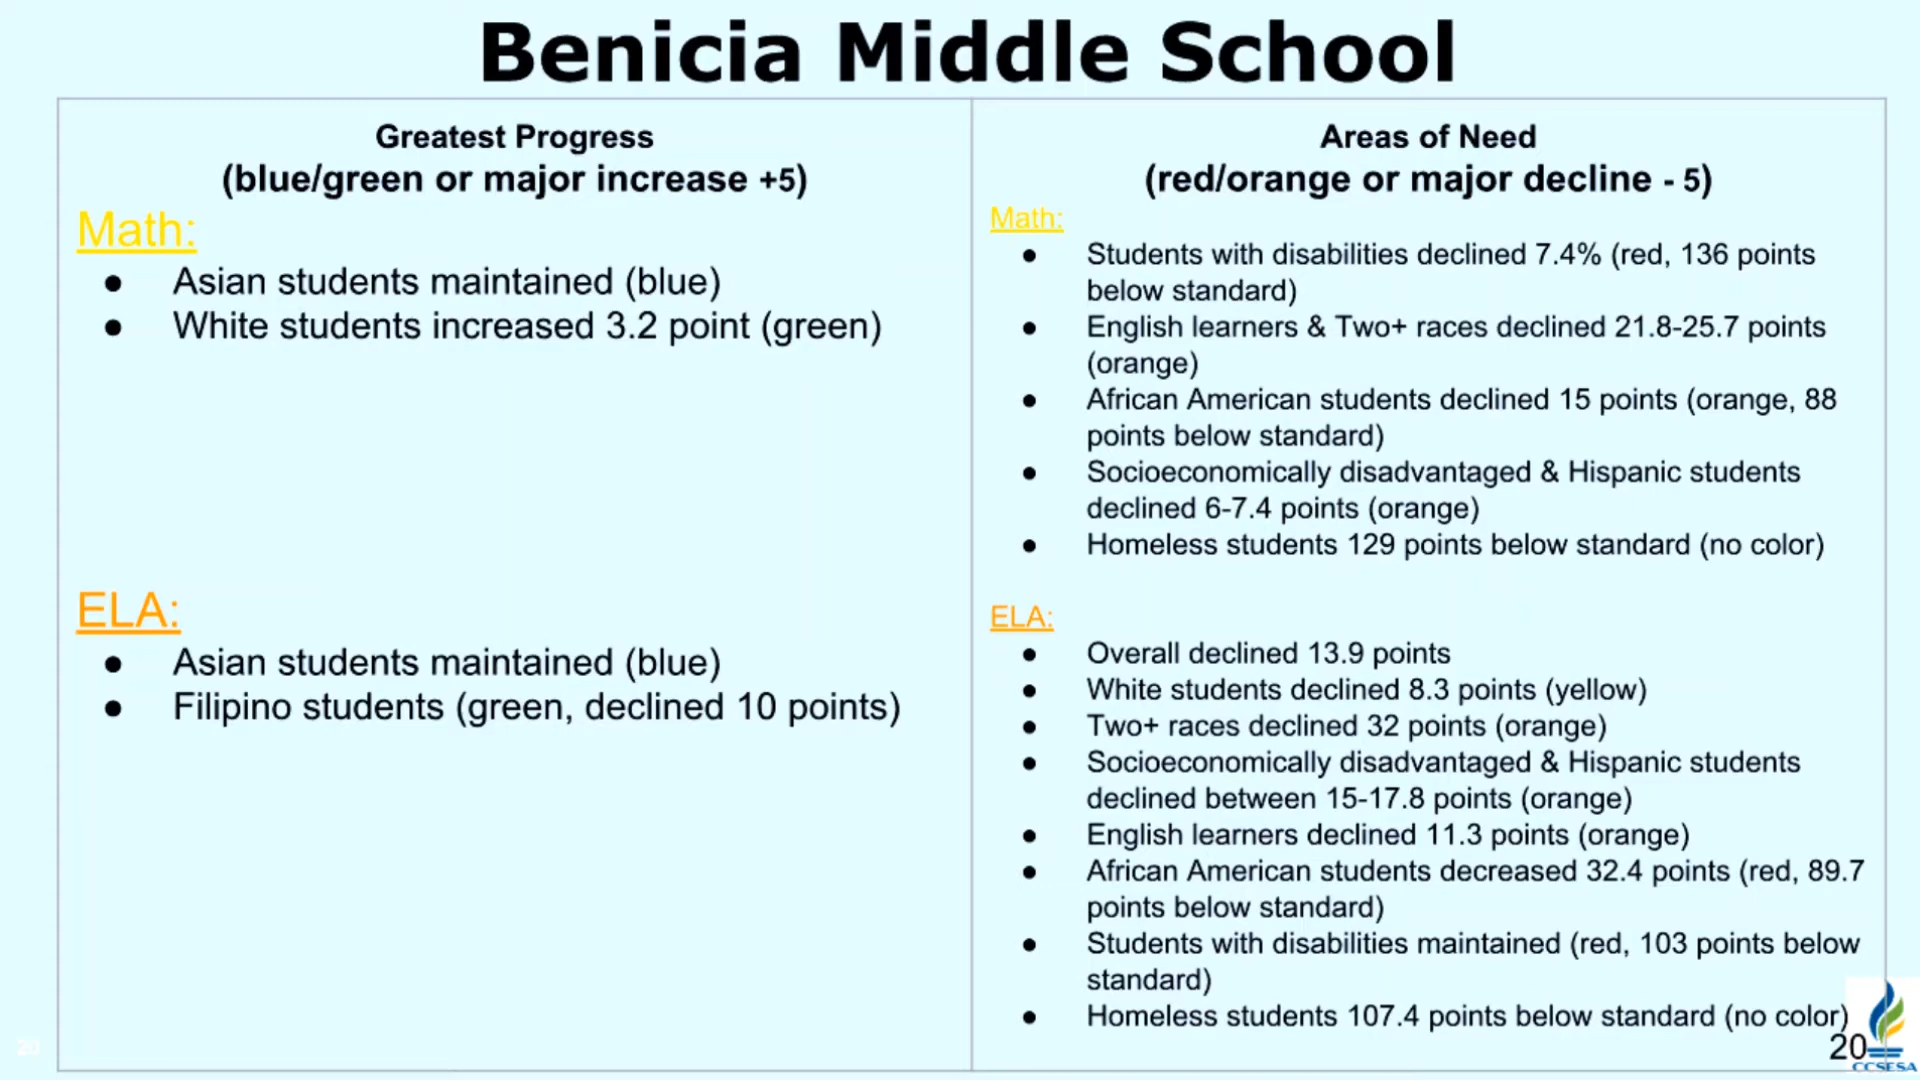 Benicia Middle School
Greatest Progress
(blue/green or major increase +5)
Math:
● Asian students maintained (blue)
● White students increased 3.2 point (green)
ELA:
● Asian students maintained (blue)
● Filipino students (green, declined 10 points)
Areas of Need
(red/orange or major decline - 5)
Math:
● Students with disabilities declined 7.4% (red, 136 points
below standard)
● English learners & Two+ races declined 21.8-25.7 points
(orange)
● African American students declined 15 points (orange, 88
points below standard)
● Socioeconomically disadvantaged & Hispanic students
declined 6-7.4 points (orange)
● Homeless students 129 points below standard (no color)
ELA:
● Overall declined 13.9 points
● White students declined 8.3 points (yellow)
● Two+ races declined 32 points (orange)
● Socioeconomically disadvantaged & Hispanic students
declined between 15-17.8 points (orange)
● English learners declined 11.3 points (orange)
● African American students decreased 32.4 points (red, 89.7
points below standard)
● Students with disabilities maintained (red, 103 points below
standard)
● Homeless students 107.4 points below standard (no color)
20
20
CCSESA